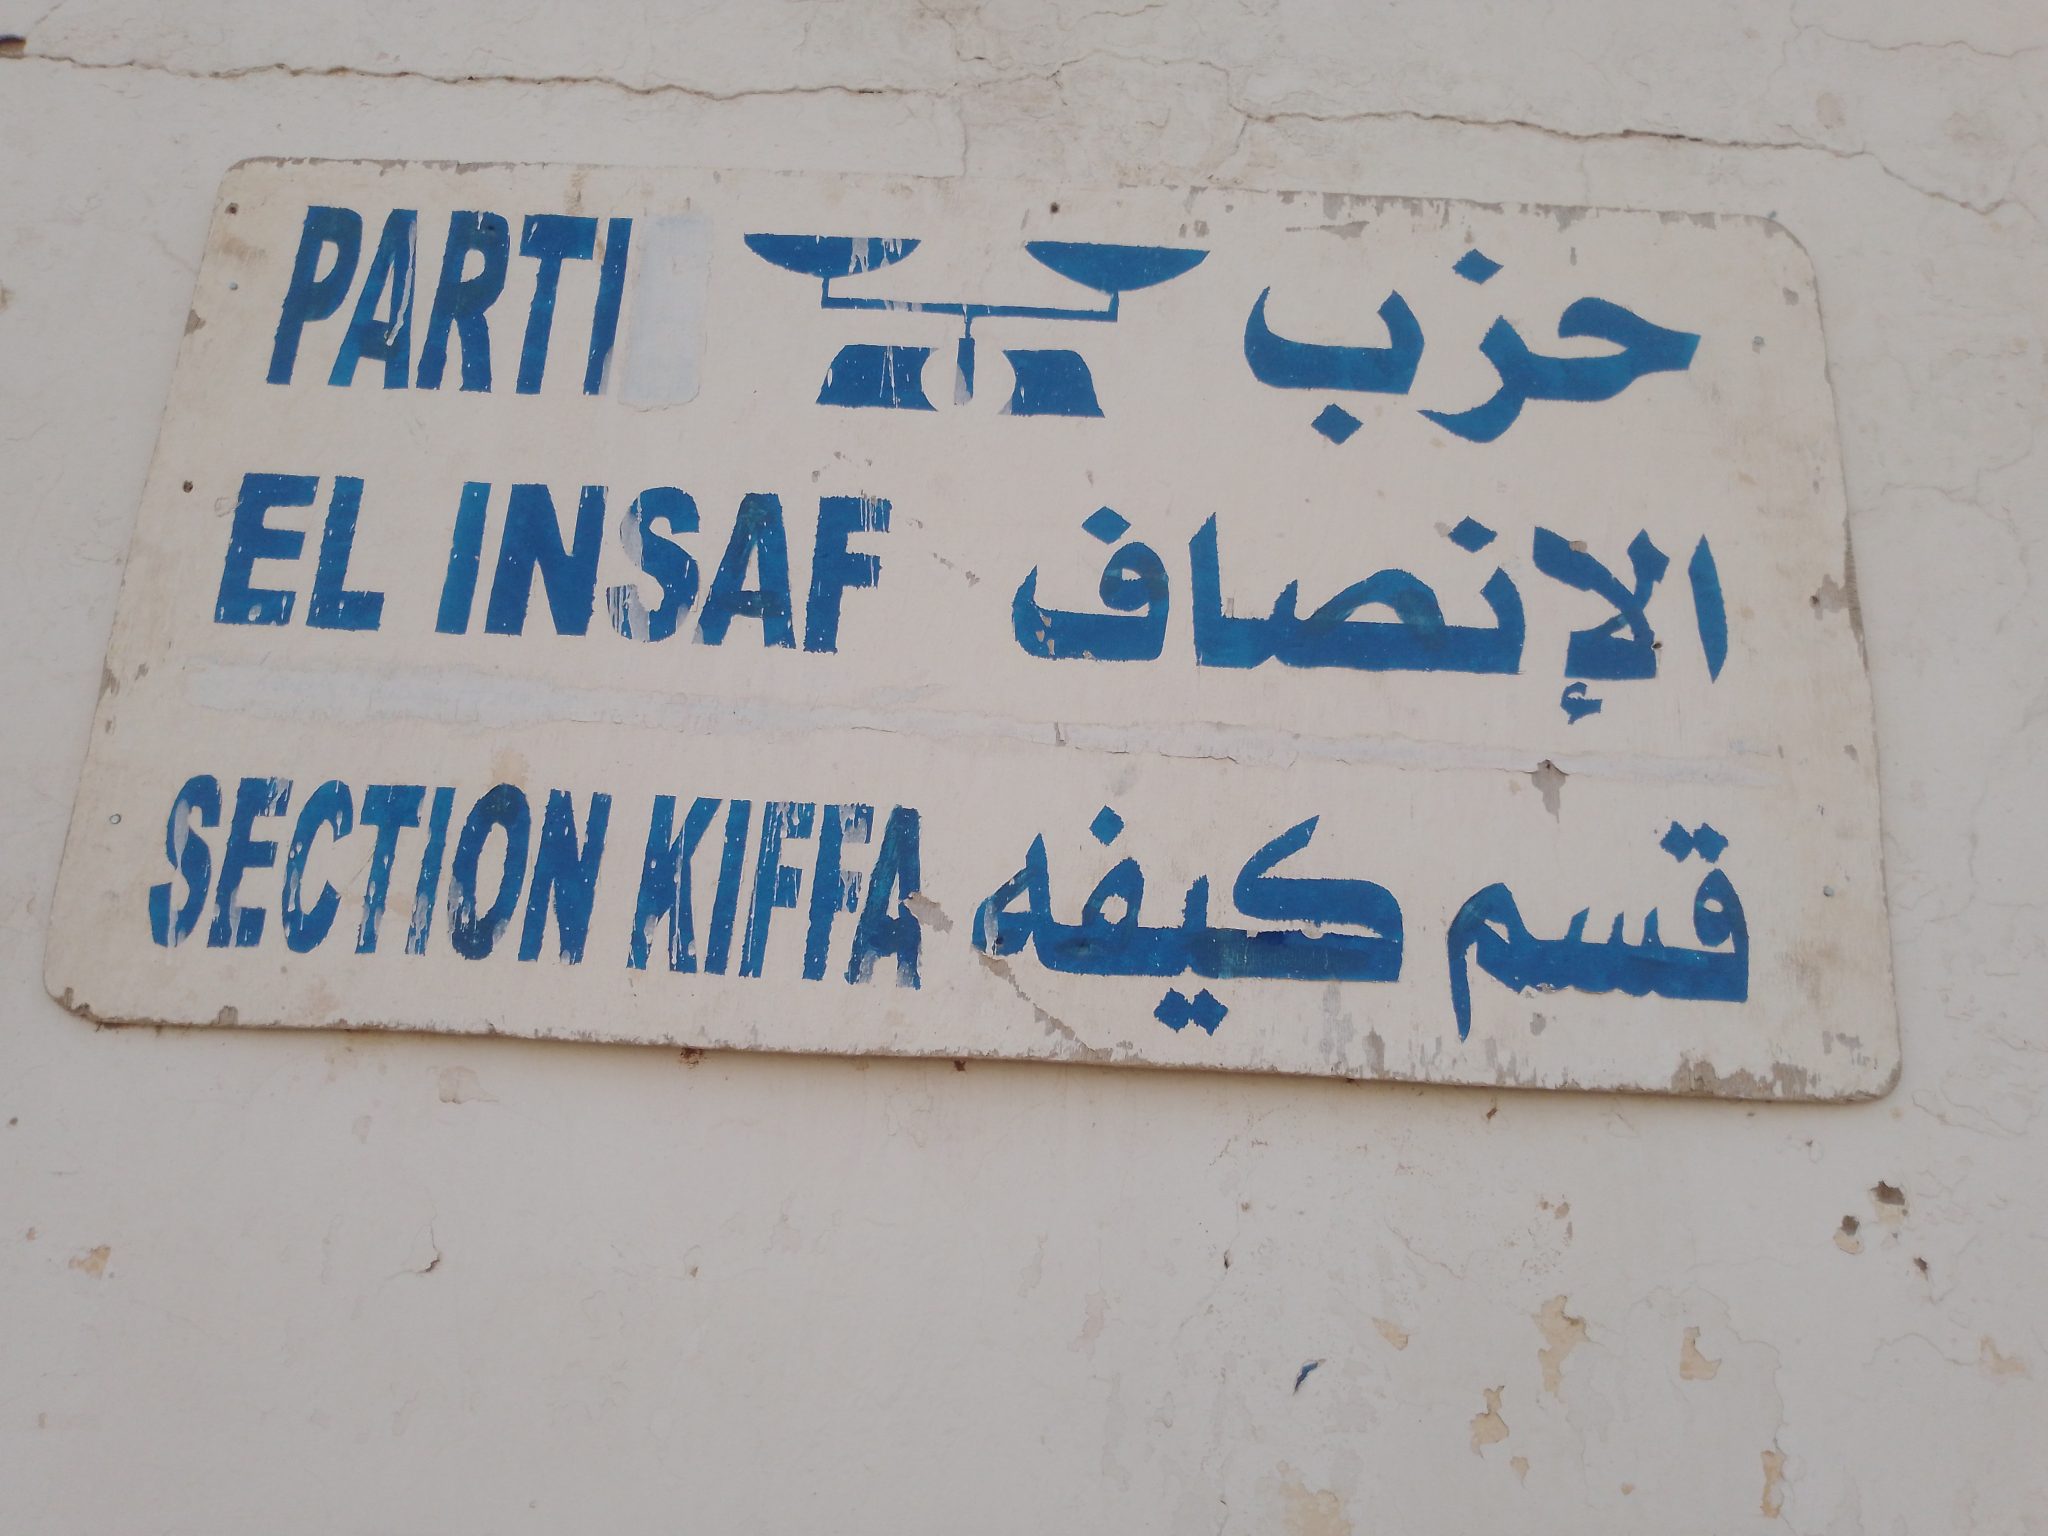 PARTI حزب
EL INSAF الإنصاف
SECTION KIFFA قسم كيفه